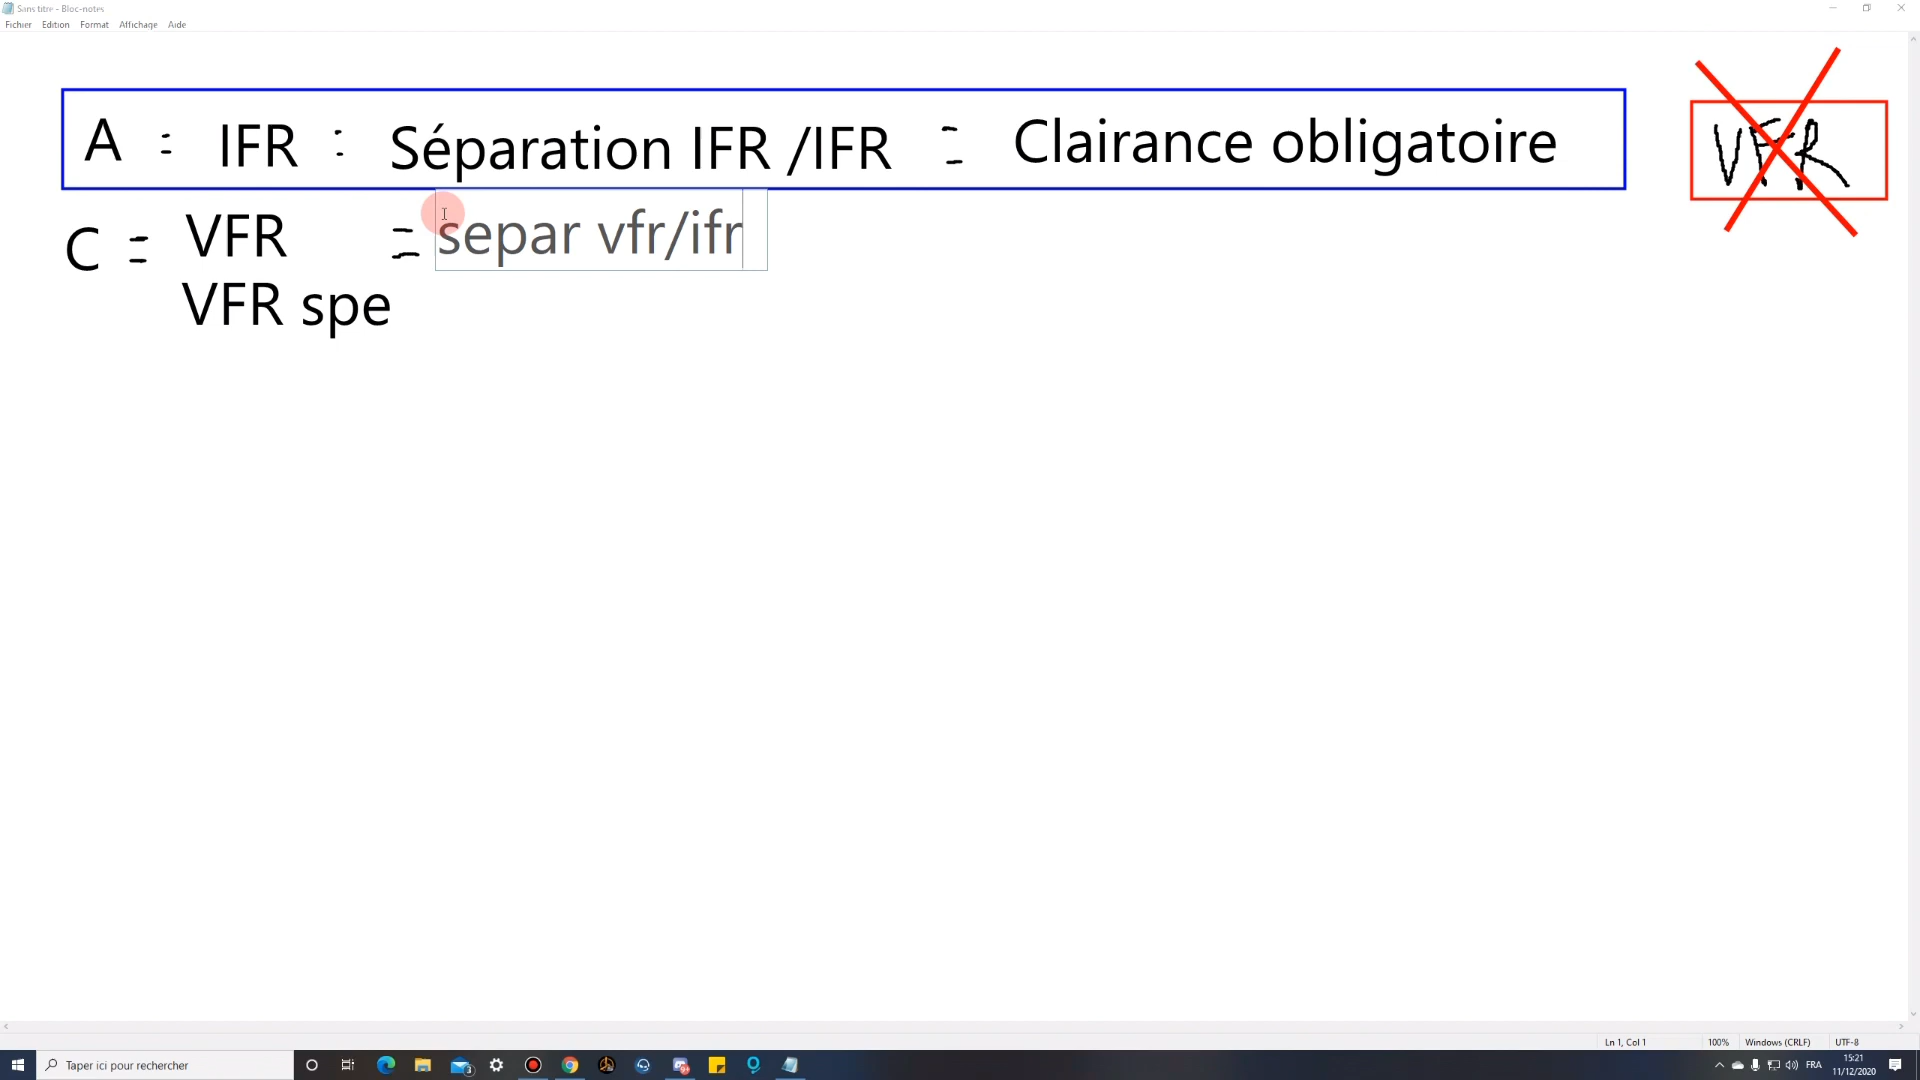 Sans titre - Bloc-notes
Fichier Edition Format Affichage Aide
A = IFR : Séparation IFR /IFR = Clairance obligatoire
VFR
C = VFR = separ vfr/ifr
VFR spe
Ln 1, Col 1 100% Windows (CRLF) UTF-8
Taper ici pour rechercher
3
FRA
15:21
11/12/2020